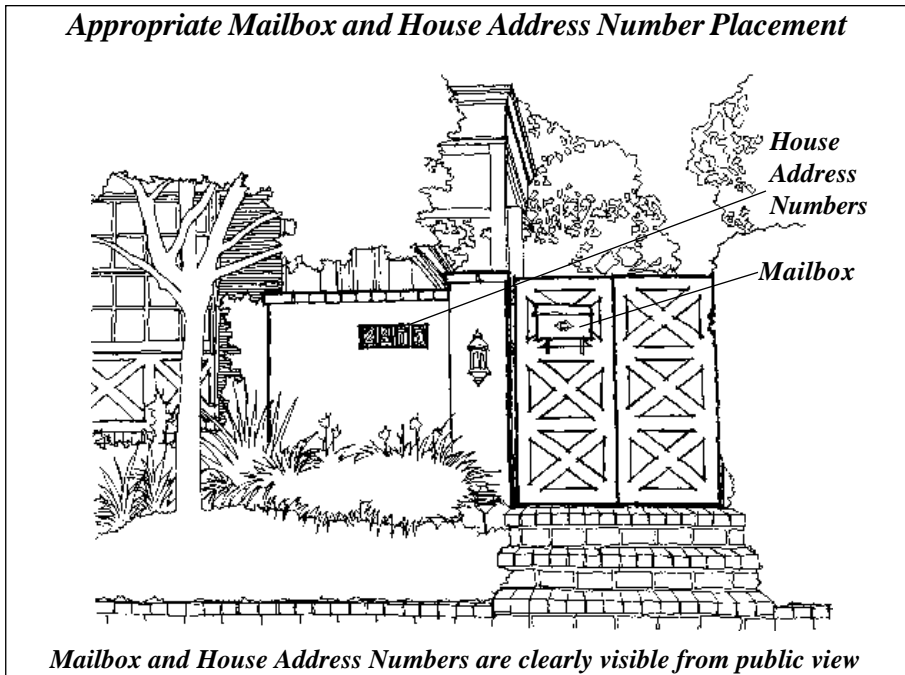 Appropriate Mailbox and House Address Number Placement
House
Address
Numbers
Mailbox
Mailbox and House Address Numbers are clearly visible from public view